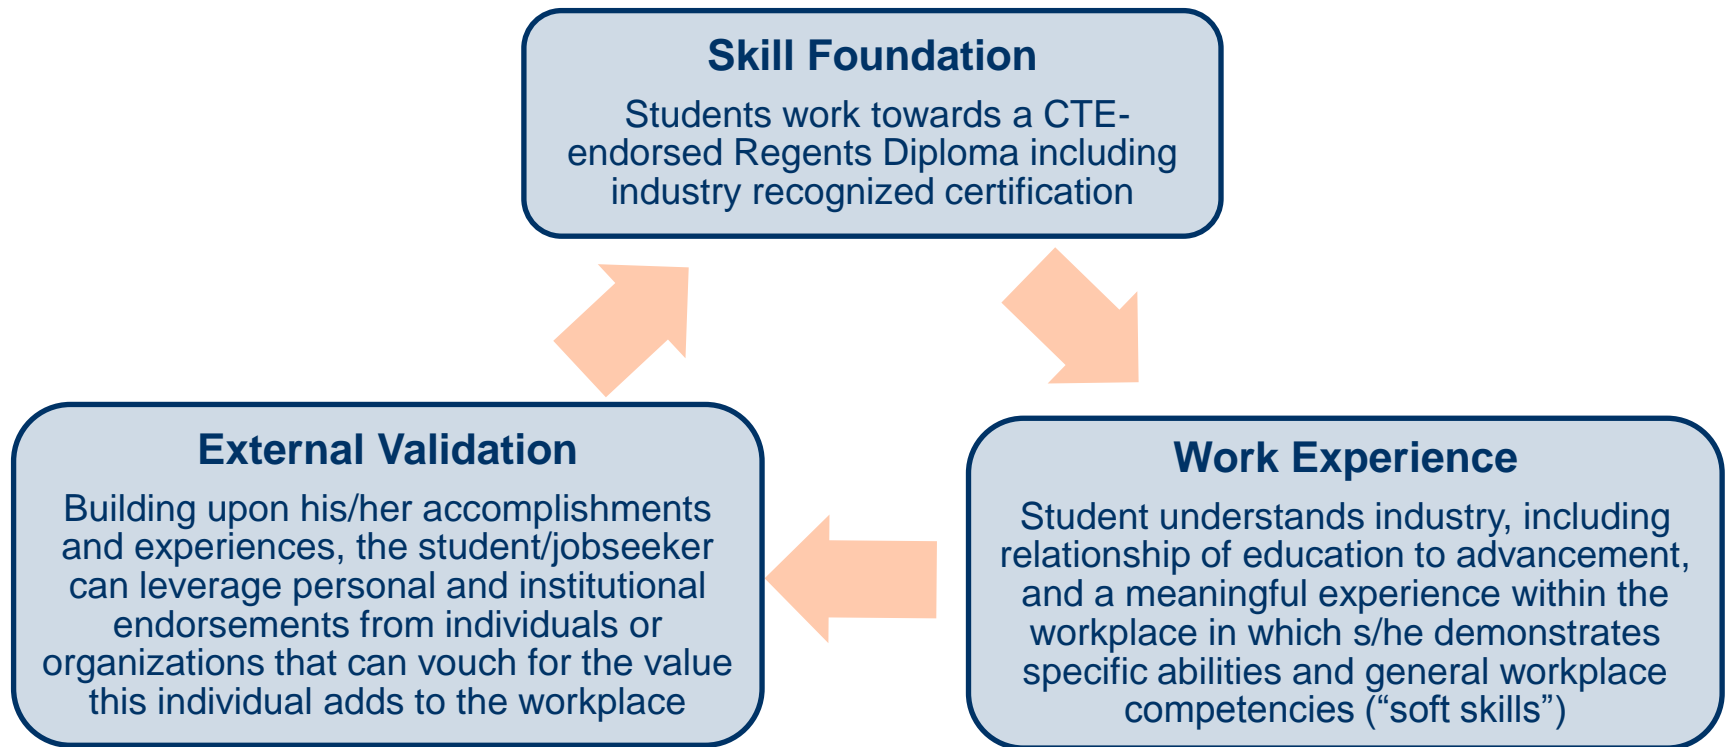 Skill Foundation
Students work towards a CTE-
endorsed Regents Diploma including
industry recognized certification
External Validation
Building upon his/her accomplishments
and experiences, the student/jobseeker
can leverage personal and institutional
endorsements from individuals or
organizations that can vouch for the value
this individual adds to the workplace
Work Experience
Student understands industry, including
relationship of education to advancement,
and a meaningful experience within the
workplace in which s/he demonstrates
specific abilities and general workplace
competencies (“soft skills”)